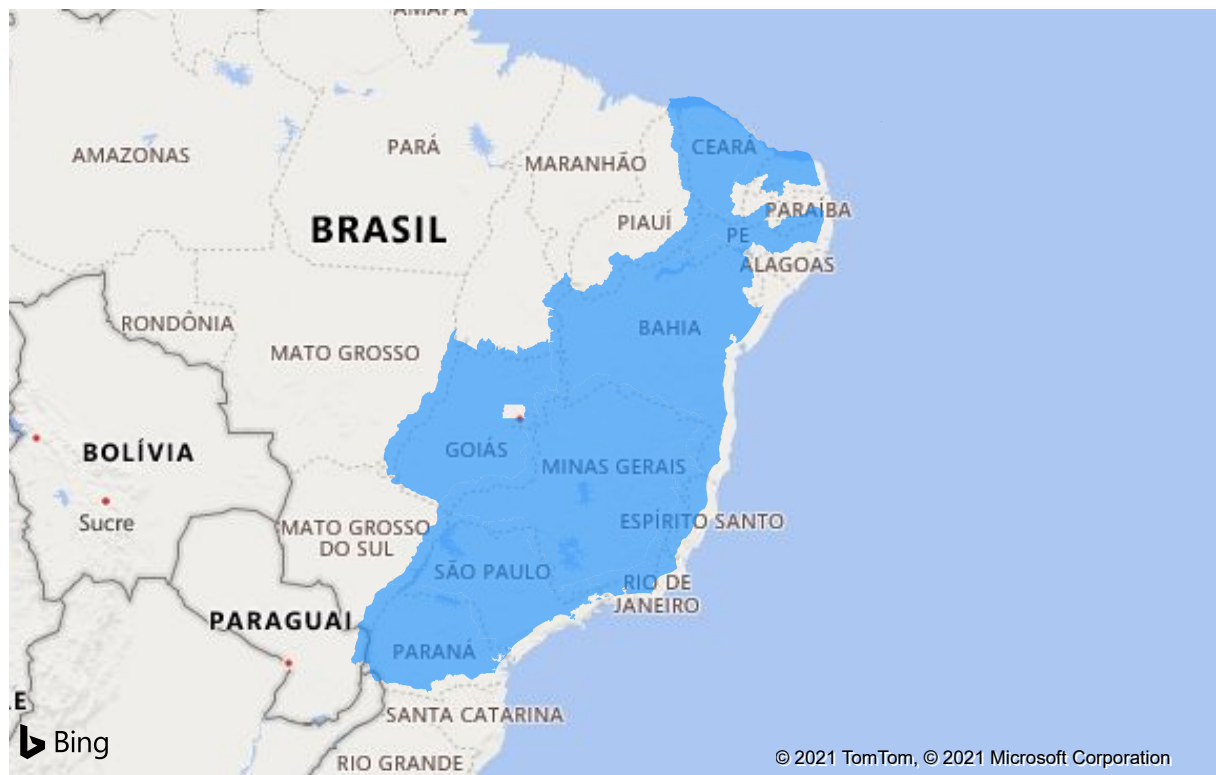 AMAPÁ
AMAZONAS
PARÁ
MARANHÃO
CEARÁ
BRASIL
PIAUÍ
PARAÍBA
PE
ALAGOAS
RONDÔNIA
MATO GROSSO
BAHIA
BOLÍVIA
GOIÁS
MINAS GERAIS
Sucre
MATO GROSSO
DO SUL
ESPÍRITO SANTO
SÃO PAULO
RIO DE
JANEIRO
PARAGUAI
PARANÁ
SANTA CATARINA
RIO GRANDE
Bing
© 2021 TomTom, © 2021 Microsoft Corporation